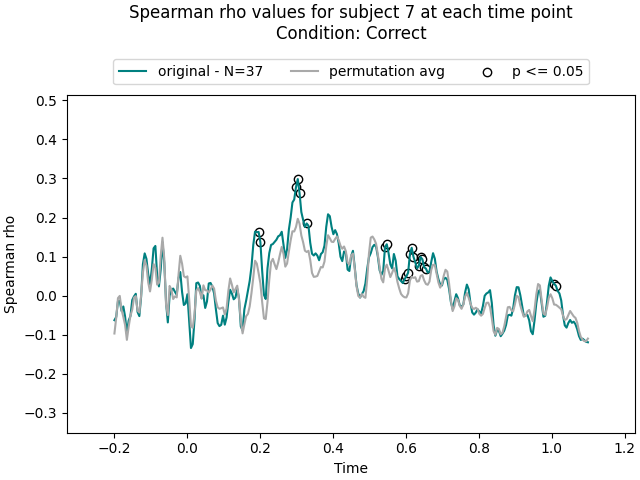 Spearman rho values for subject 7 at each time point
Condition: Correct
original - N=37 permutation avg p <= 0.05
0.5
0.4
0.3
0.2
0.1
0.0
−0.1
−0.2
−0.3
Spearman rho
−0.2 0.0 0.2 0.4 0.6 0.8 1.0 1.2
Time